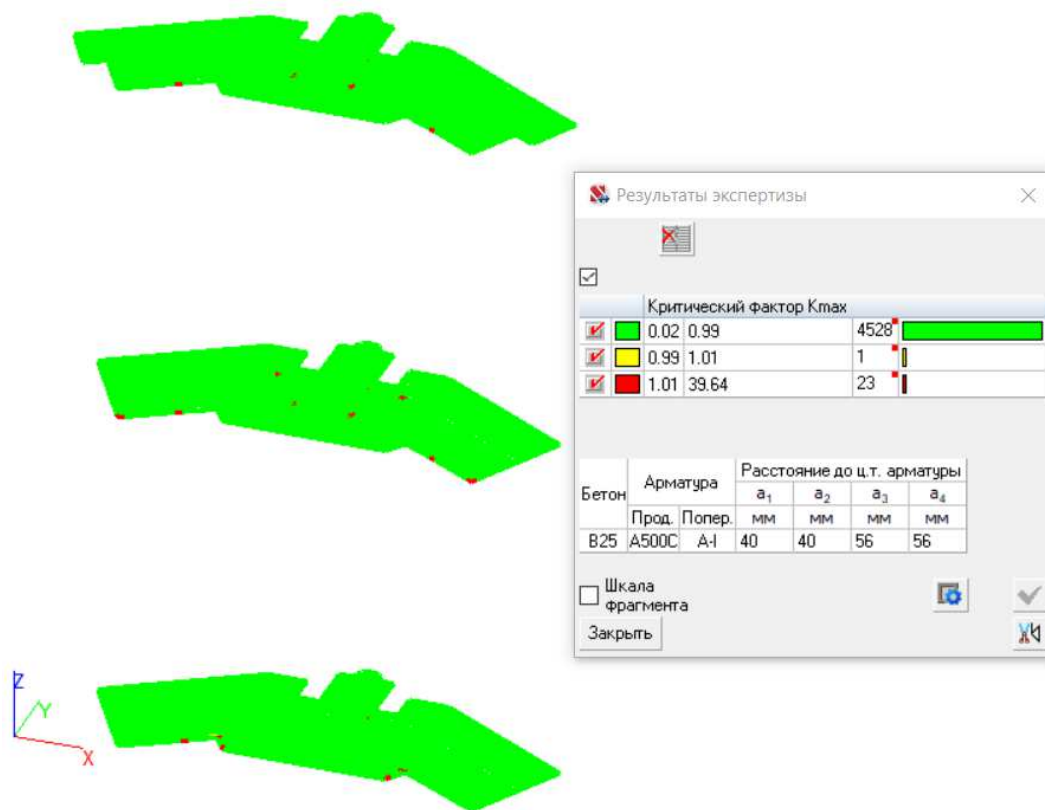 Результаты экспертизы
Критический фактор Kmax
0.02 0.99 4528
0.99 1.01 1
1.01 39.64 23
Бетон Арматура Расстояние до ц.т. арматуры
a1 a2 a3 a4
Прод. Попер. мм мм мм мм
B25 A500C A-I 40 40 56 56
Шкала
фрагмента
Закрыть
Z
Y
X